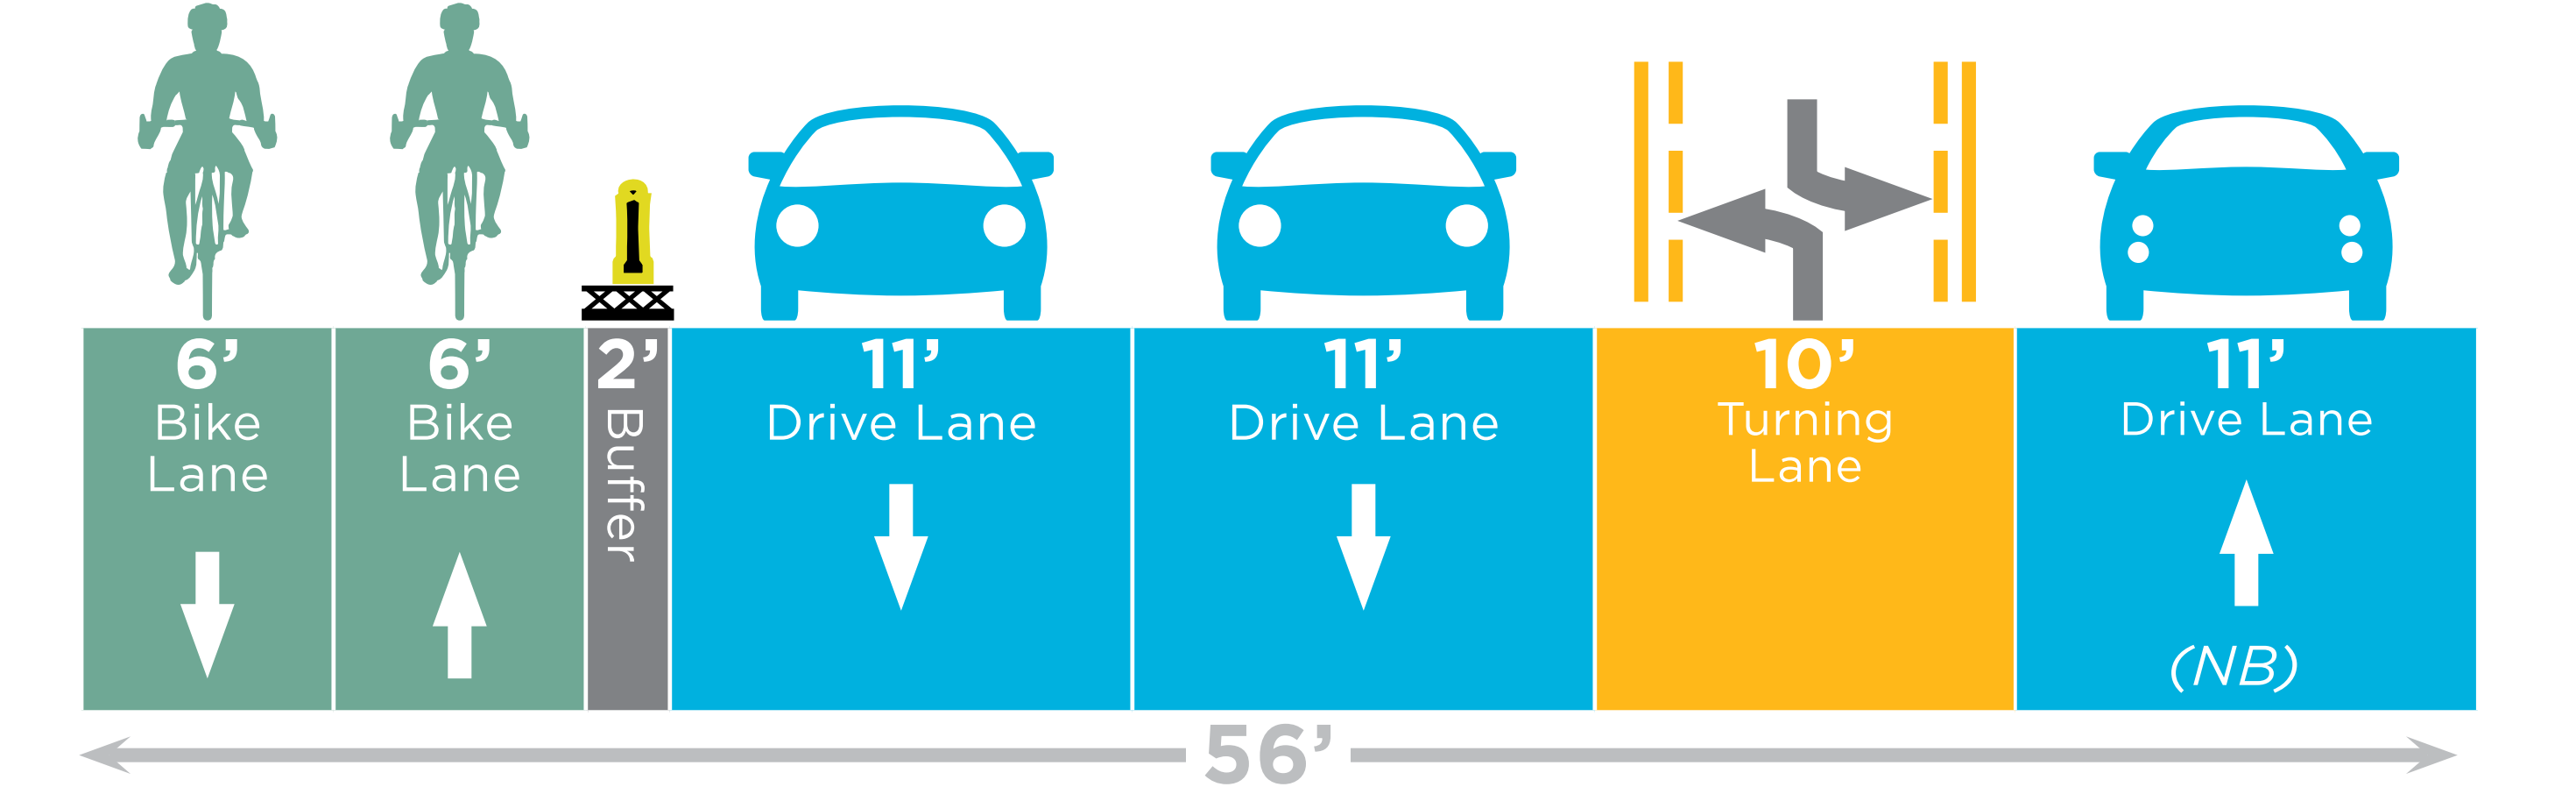 6’
Bike
Lane
6’
Bike
Lane
2’
Buffer
11’
Drive Lane
11’
Drive Lane
10’
Turning
Lane
11’
Drive Lane
(NB)
56’